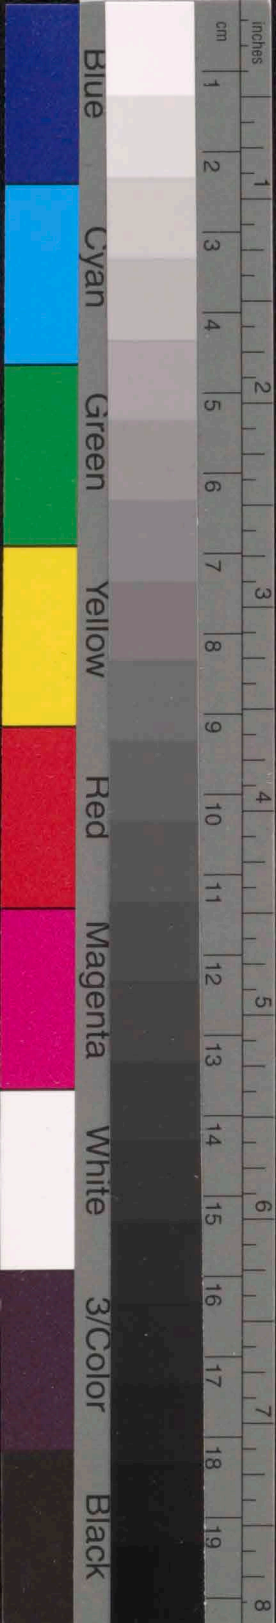 Blue Cyan Green Yellow Red Magenta White 3/Color Black
cm 1 2 3 4 5 6 7 8 9 10 11 12 13 14 15 16 17 18 19
inches 1 2 3 4 5 6 7 8